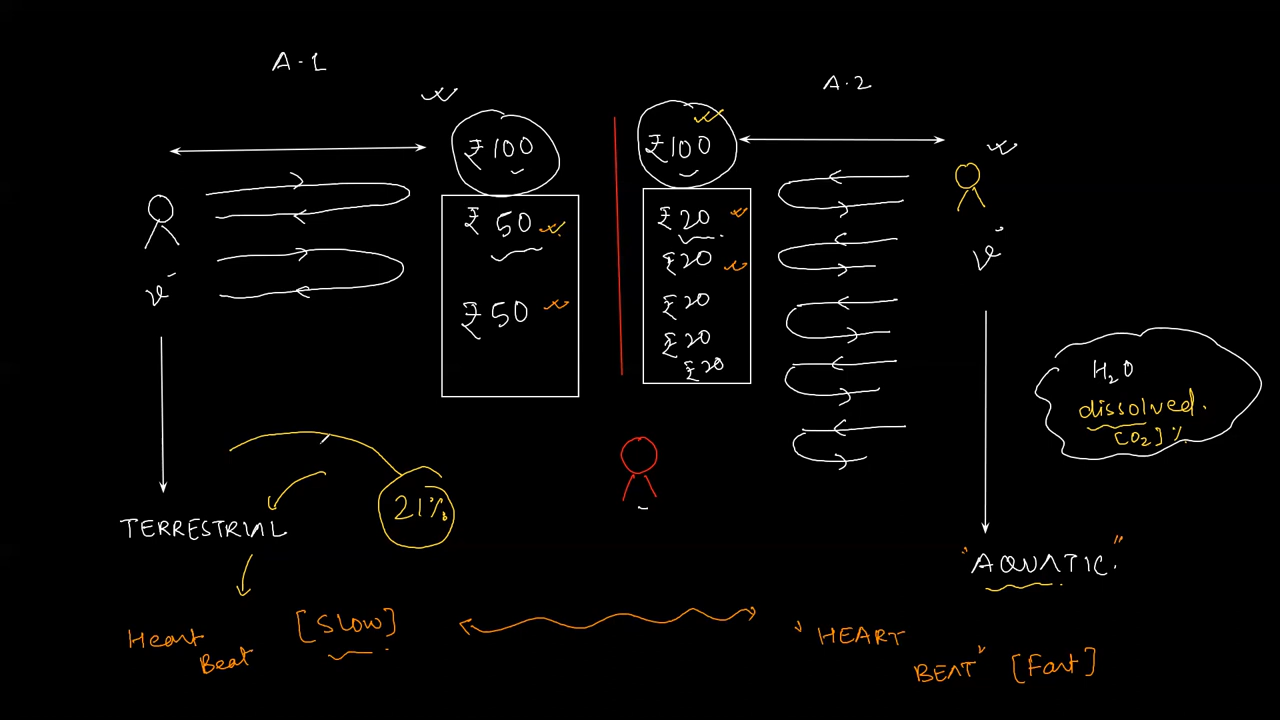 A-1
A-2
₹100
₹100
₹50
₹50
₹20
₹20
₹20
₹20
₹20
H₂O
dissolved.
[O₂]%
21%
TERRESTRIAL
"AQUATIC."
Heart
Beat
[Slow]
"HEART
BEAT" [Fast]